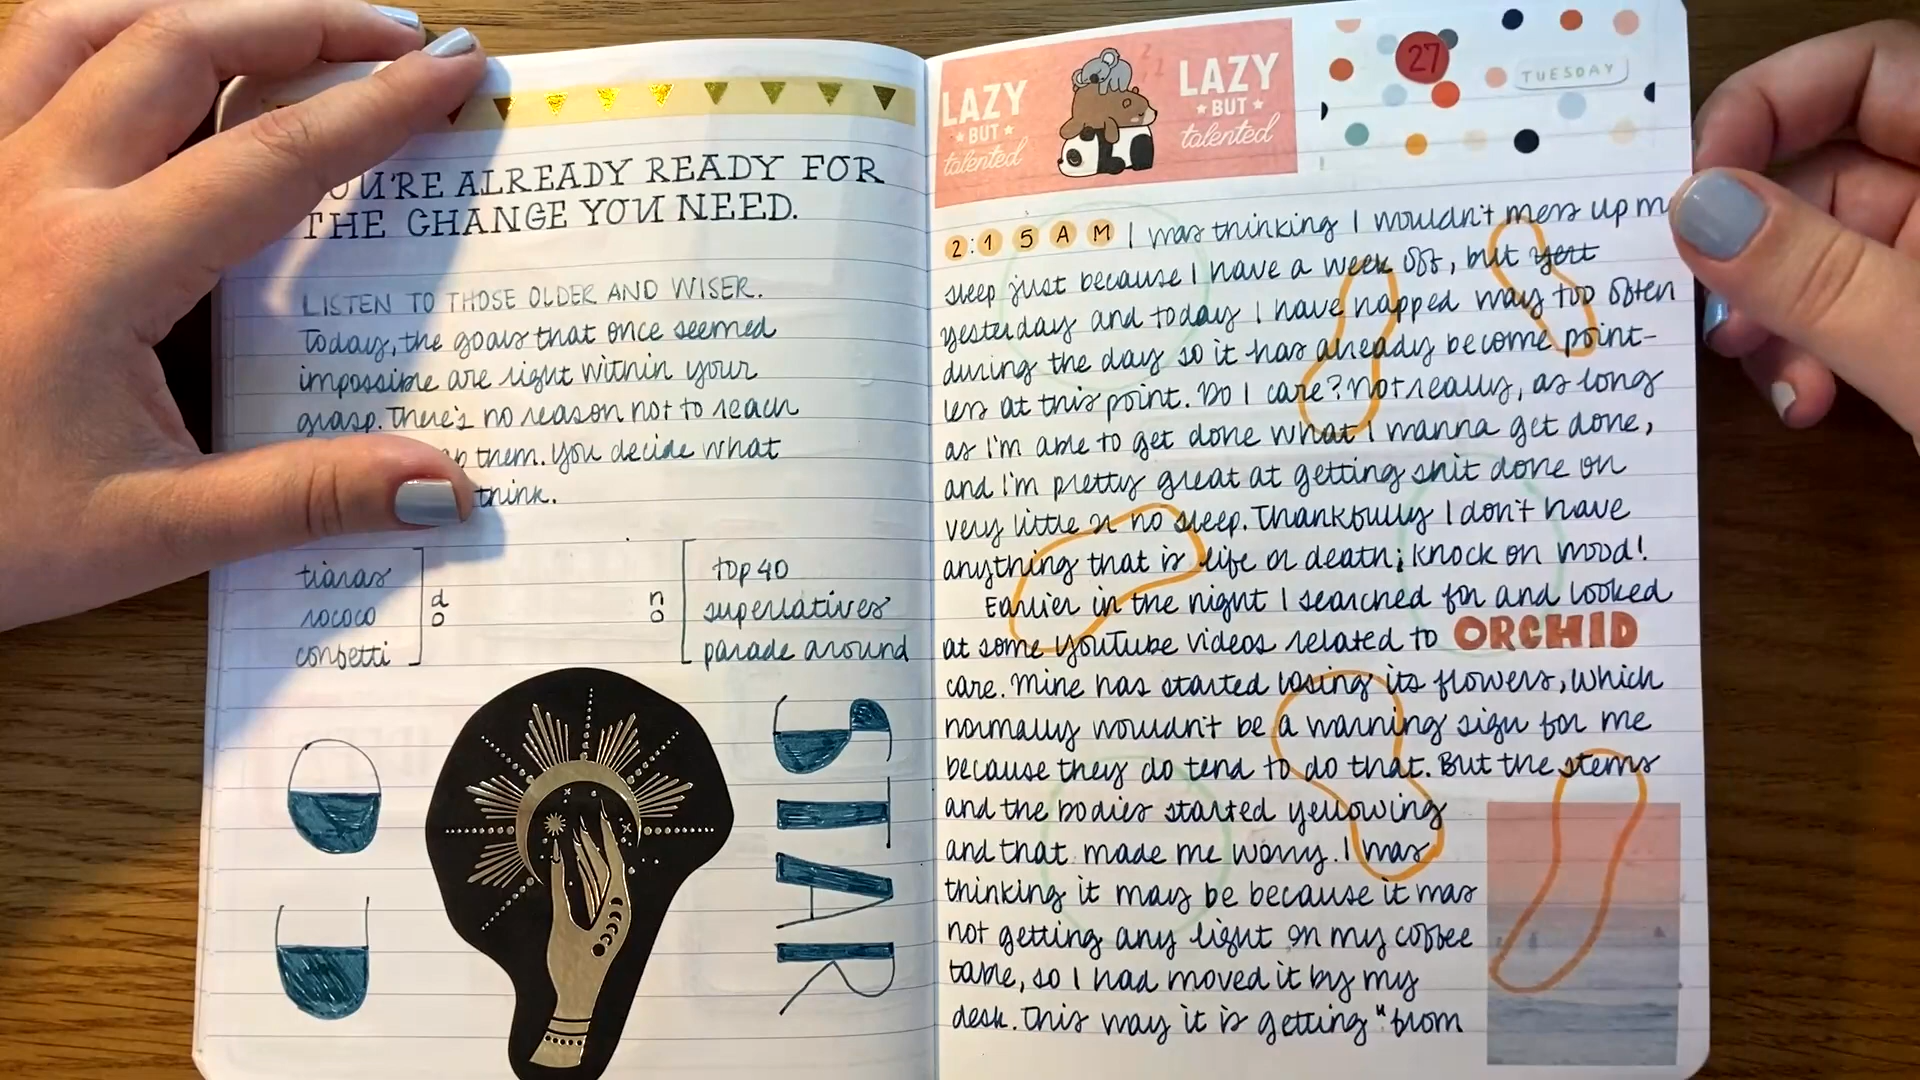 YOU'RE ALREADY READY FOR
THE CHANGE YOU NEED.
LISTEN TO THOSE OLDER AND WISER.
Today, the goals that once seemed
impossible are right within your
grasp. There's no reason not to reach
them. You decide what
think.
tiaras
rococo
confetti
do
no
top 40
superlatives
parade around
STAR
LAZY
BUT
talented
LAZY
BUT
talented
27
TUESDAY
2:15AM I was thinking I wouldn't mess up m
sleep just because I have a week off, but yest
yesterday and today I have napped way too often
during the day so it has already become point-
less at this point. Do I care? Not really, as long
as I'm able to get done what I wanna get done,
and I'm pretty great at getting shit done on
very little or no sleep. Thankfully I don't have
anything that is life or death; knock on wood!
Earlier in the night I searched for and looked
at some YouTube videos related to ORCHID
care. Mine has started losing its flowers, which
normally wouldn't be a warning sign for me
because they do tend to do that. But the stems
and the bodies started yellowing
and that made me worry. I was
thinking it may be because it was
not getting any light on my coffee
table, so I had moved it by my
desk. This way it is getting "from